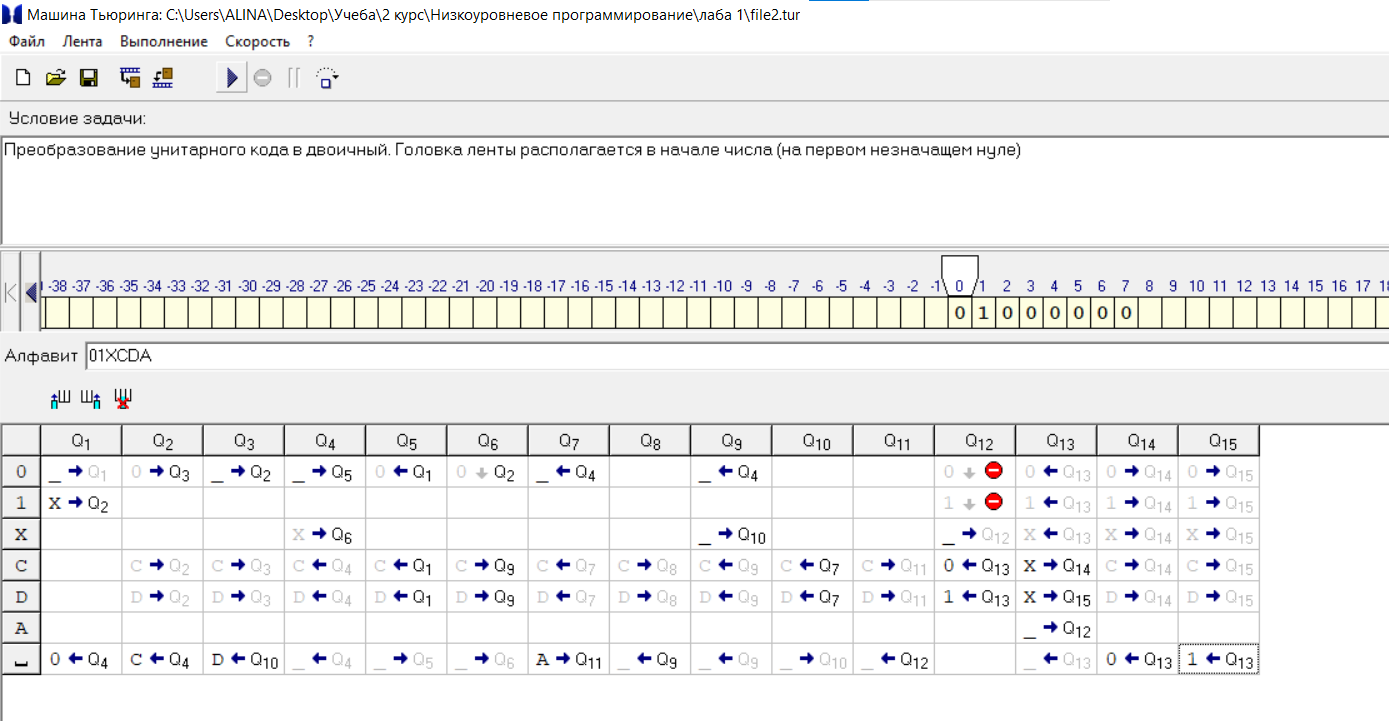 Машина Тьюринга: C:\Users\ALINA\Desktop\Учеба\2 курс\Низкоуровневое программирование\лаба 1\file2.tur
Файл Лента Выполнение Скорость ?
Условие задачи:
Преобразование унитарного кода в двоичный. Головка ленты располагается в начале числа (на первом незначащем нуле)
-38 -37 -36 -35 -34 -33 -32 -31 -30 -29 -28 -27 -26 -25 -24 -23 -22 -21 -20 -19 -18 -17 -16 -15 -14 -13 -12 -11 -10 -9 -8 -7 -6 -5 -4 -3 -2 -1 0 1 2 3 4 5 6 7 8 9 10 11 12 13 14 15 16 17
0 1 0 0 0 0 0 0
Алфавит 01XCDA
Q1 Q2 Q3 Q4 Q5 Q6 Q7 Q8 Q9 Q10 Q11 Q12 Q13 Q14 Q15
0 _ → Q1 0 → Q3 _ → Q2 _ → Q5 0 ← Q1 0 ↓ Q2 _ ← Q4 _ ← Q4 0 ↓ 0 ← Q13 0 → Q14 0 → Q15
1 X → Q2 1 ↓ 1 ← Q13 1 → Q14 1 → Q15
X X → Q6 _ → Q10 _ → Q12 X ← Q13 X → Q14 X → Q15
C C → Q2 C → Q3 C ← Q4 C ← Q1 C → Q9 C ← Q7 C → Q8 C ← Q9 C ← Q7 C → Q11 0 ← Q13 X → Q14 C → Q14 C → Q15
D D → Q2 D → Q3 D ← Q4 D ← Q1 D → Q9 D ← Q7 D → Q8 D ← Q9 D ← Q7 D → Q11 1 ← Q13 X → Q15 D → Q14 D → Q15
A _ → Q12
␣ 0 ← Q4 C ← Q4 D ← Q10 _ ← Q4 _ → Q5 _ → Q6 A → Q11 _ ← Q9 _ ← Q9 _ → Q10 _ ← Q12 _ ← Q13 0 ← Q13 1 ← Q13